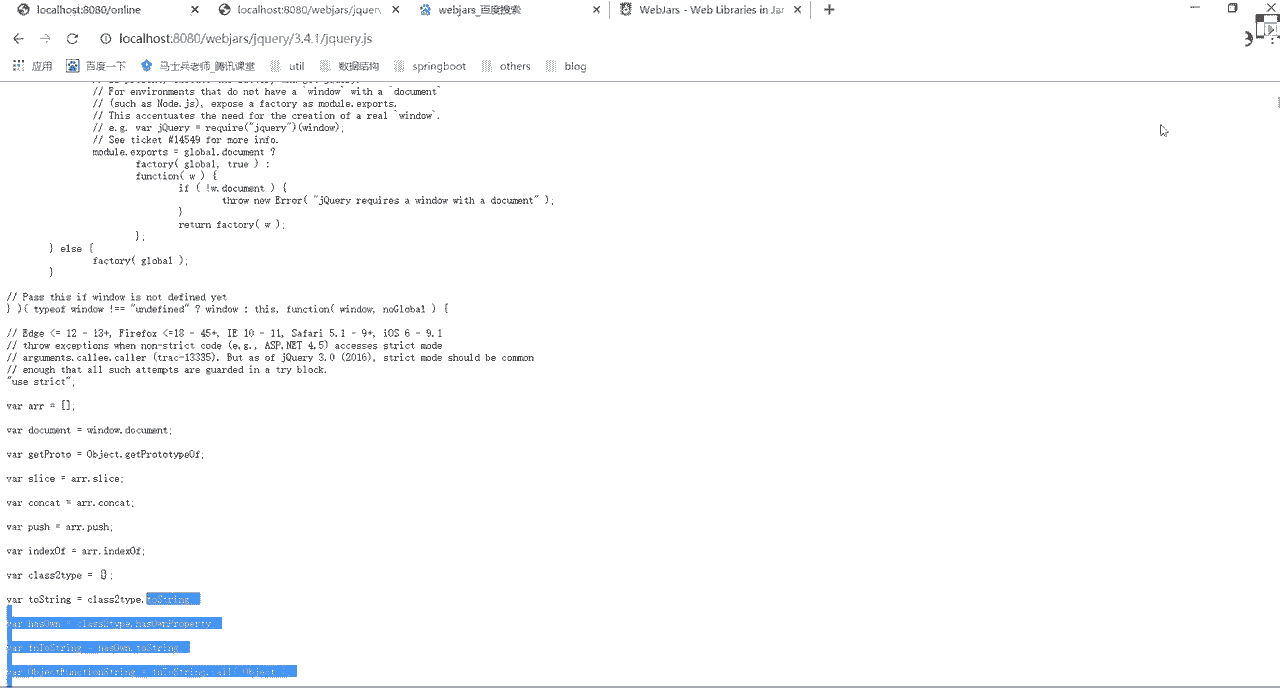 localhost:8080/online
localhost:8080/webjars/jquer
webjars_百度搜索
WebJars - Web Libraries in Jar
localhost:8080/webjars/jquery/3.4.1/jquery.js
应用 百度一下 马士兵老师_腾讯课堂 util 数据结构 springboot others blog
// For environments that do not have a `window` with a `document`
// (such as Node.js), expose a factory as module.exports.
// This accentuates the need for the creation of a real `window`.
// e.g. var jQuery = require("jquery")(window);
// See ticket #14549 for more info.
module.exports = global.document ?
factory( global, true ) :
function( w ) {
if ( !w.document ) {
throw new Error( "jQuery requires a window with a document" );
}
return factory( w );
};
} else {
factory( global );
}
// Pass this if window is not defined yet
} )( typeof window !== "undefined" ? window : this, function( window, noGlobal ) {
// Edge <= 12 - 13+, Firefox <=18 - 45+, IE 10 - 11, Safari 5.1 - 9+, iOS 6 - 9.1
// throw exceptions when non-strict code (e.g., ASP.NET 4.5) accesses strict mode
// arguments.callee.caller (trac-13335). But as of jQuery 3.0 (2016), strict mode should be common
// enough that all such attempts are guarded in a try block.
"use strict";
var arr = [];
var document = window.document;
var getProto = Object.getPrototypeOf;
var slice = arr.slice;
var concat = arr.concat;
var push = arr.push;
var indexOf = arr.indexOf;
var class2type = {};
var toString = class2type.toString
var hasOwn = class2type.hasOwnProperty
var fnToString = hasOwn.toString
var ObjectFunctionString = fnToString.call( Object